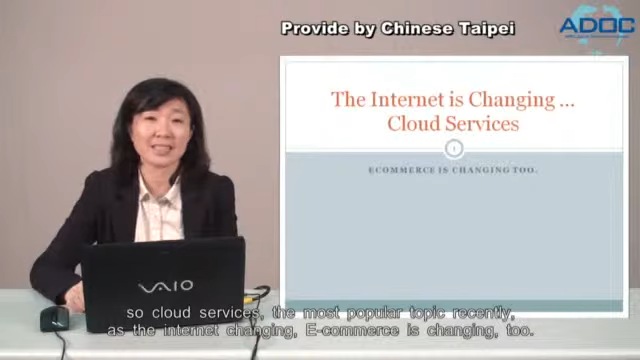 Provide by Chinese Taipei
ADOC
The Internet is Changing ...
Cloud Services
1
ECOMMERCE IS CHANGING TOO.
VAIO
so cloud services, the most popular topic recently,
as the internet changing, E-commerce is changing, too.